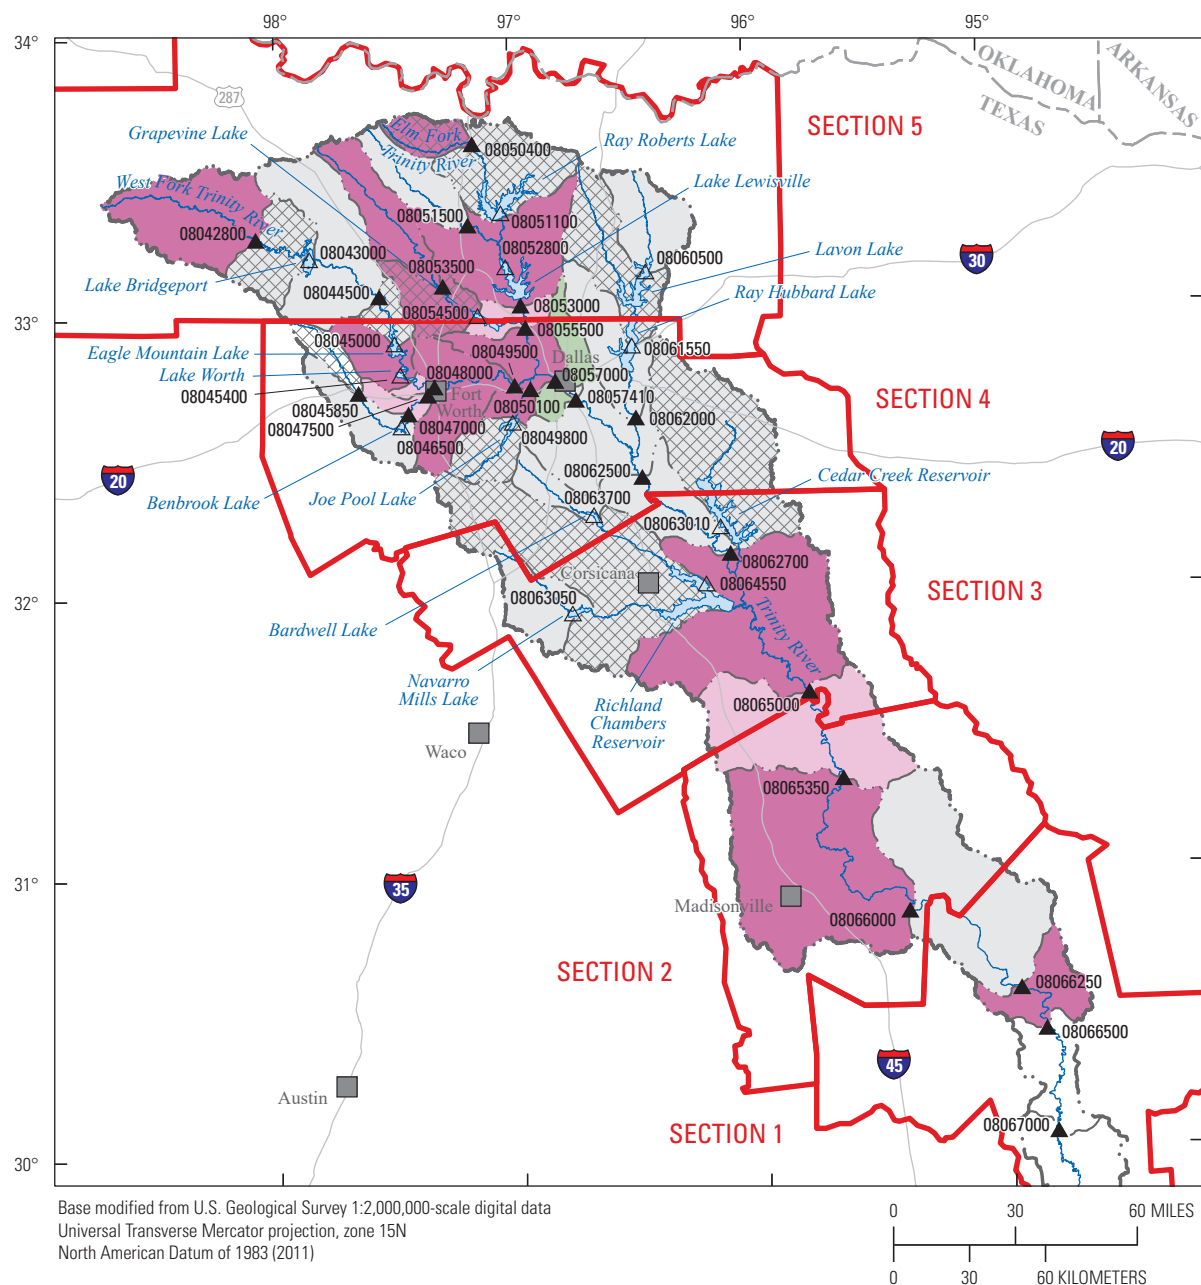 98°
97°
96°
95°
34°
OKLAHOMA
ARKANSAS
TEXAS
287
SECTION 5
Grapevine Lake
Elm Fork
Trinity River
08050400
Ray Roberts Lake
Lake Lewisville
West Fork Trinity River
08051500
08051100
08042800
08043000
08052800
08060500
Lavon Lake
30
08053500
Lake Bridgeport
08044500
Ray Hubbard Lake
08054500
08053000
33°
08055500
08045000
08049500
Dallas
08061550
Eagle Mountain Lake
Lake Worth
08048000
08057000
08045400
Fort
Worth
08057410
SECTION 4
08045850
08050100
08047500
08047000
08062000
08046500
08049800
20
20
Benbrook Lake
Joe Pool Lake
08062500
Cedar Creek Reservoir
08063700
08063010
08062700
Corsicana
08064550
32°
08063050
SECTION 3
Bardwell Lake
Trinity River
Navarro
Mills Lake
Richland
Chambers
Reservoir
08065000
Waco
08065350
31°
35
Madisonville
08066000
SECTION 2
08066250
08066500
45
Austin
SECTION 1
08067000
30°
Base modified from U.S. Geological Survey 1:2,000,000-scale digital data
Universal Transverse Mercator projection, zone 15N
North American Datum of 1983 (2011)
0 30 60 MILES
0 30 60 KILOMETERS